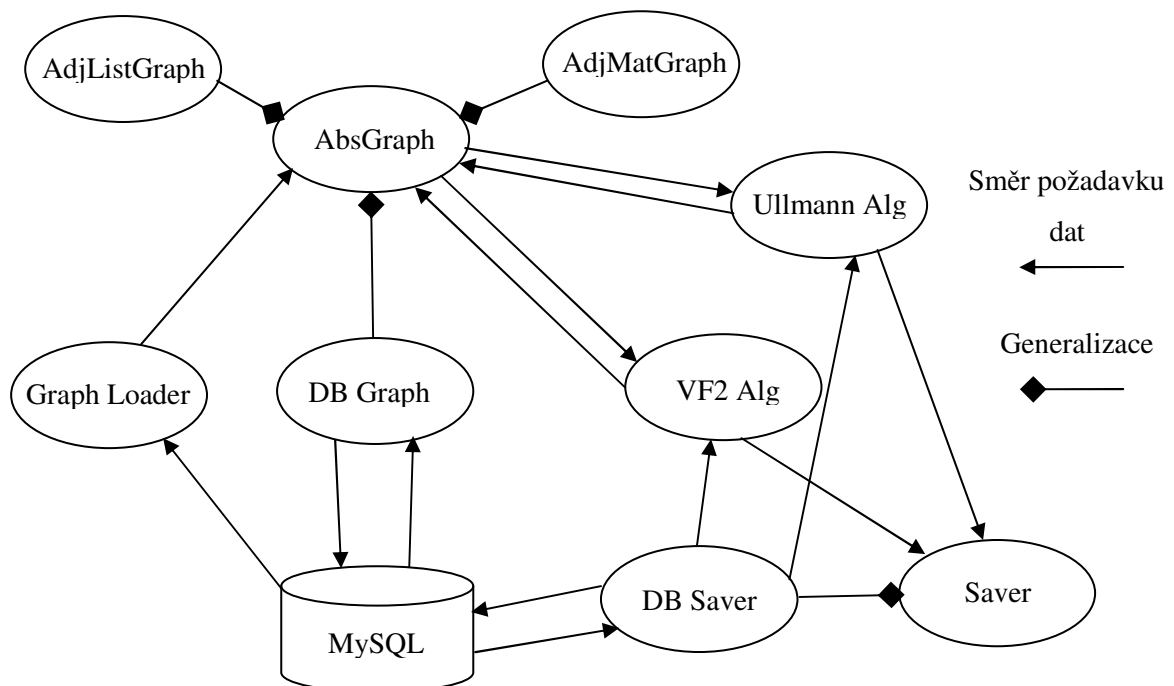 AdjListGraph
AdjMatGraph
AbsGraph
Ullmann Alg
Směr požadavku
dat
Generalizace
Graph Loader
DB Graph
VF2 Alg
MySQL
DB Saver
Saver